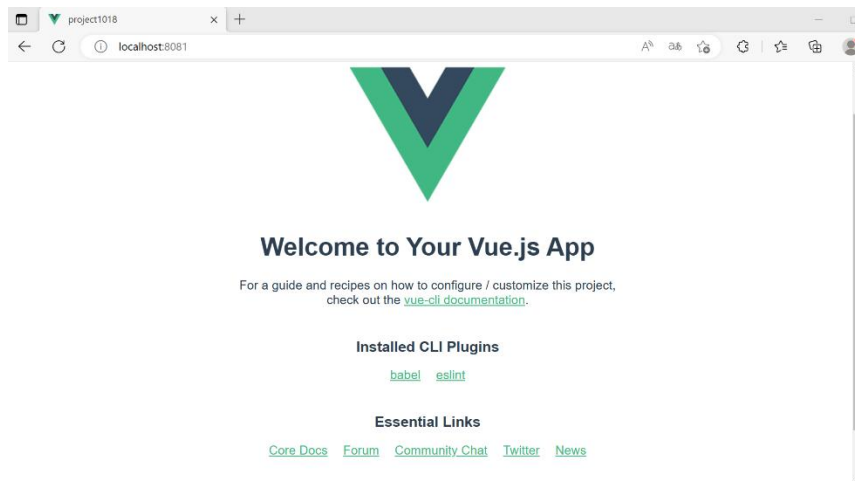 project1018
localhost:8081
Welcome to Your Vue.js App
For a guide and recipes on how to configure / customize this project,
check out the vue-cli documentation.
Installed CLI Plugins
babel eslint
Essential Links
Core Docs Forum Community Chat Twitter News